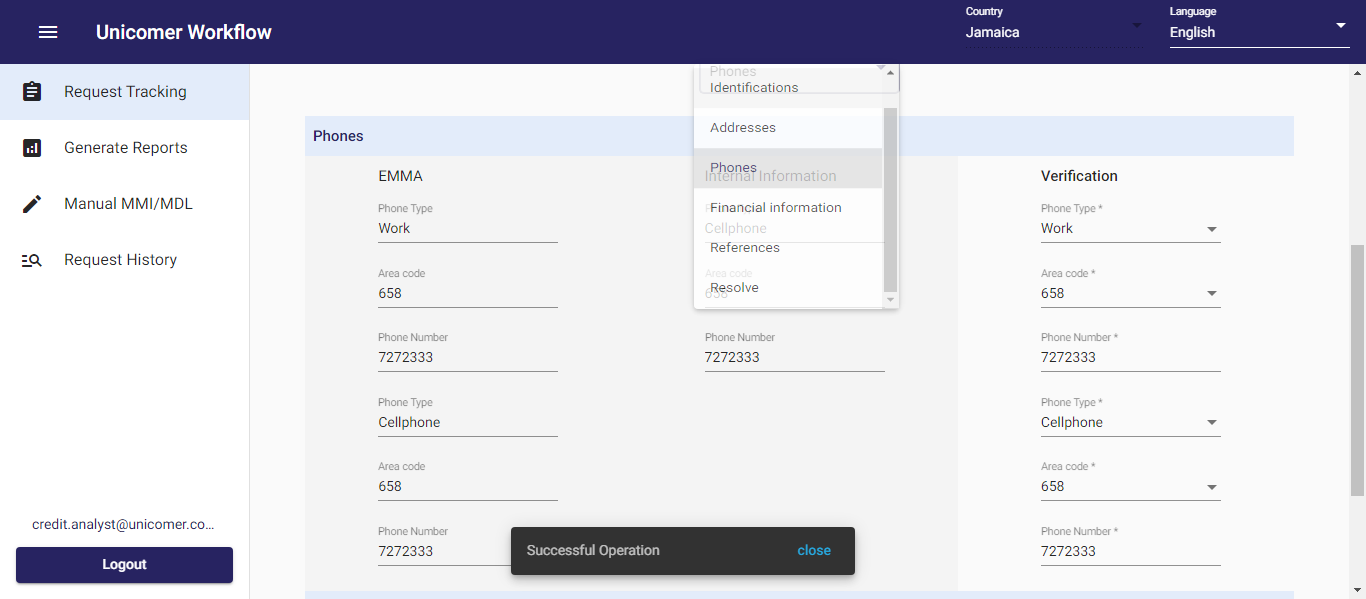 Unicomer Workflow
Country
Jamaica
Language
English
Request Tracking
Generate Reports
Manual MMI/MDL
Request History
credit.analyst@unicomer.co...
Logout
Phones
Identifications
Addresses
Phones
Financial information
References
Resolve
Phones
EMMA
Phone Type
Work
Area code
658
Phone Number
7272333
Phone Type
Cellphone
Area code
658
Phone Number
7272333
Internal Information
Cellphone
Area code
658
Phone Number
7272333
Verification
Phone Type *
Work
Area code *
658
Phone Number *
7272333
Phone Type *
Cellphone
Area code *
658
Phone Number *
7272333
Successful Operation
close